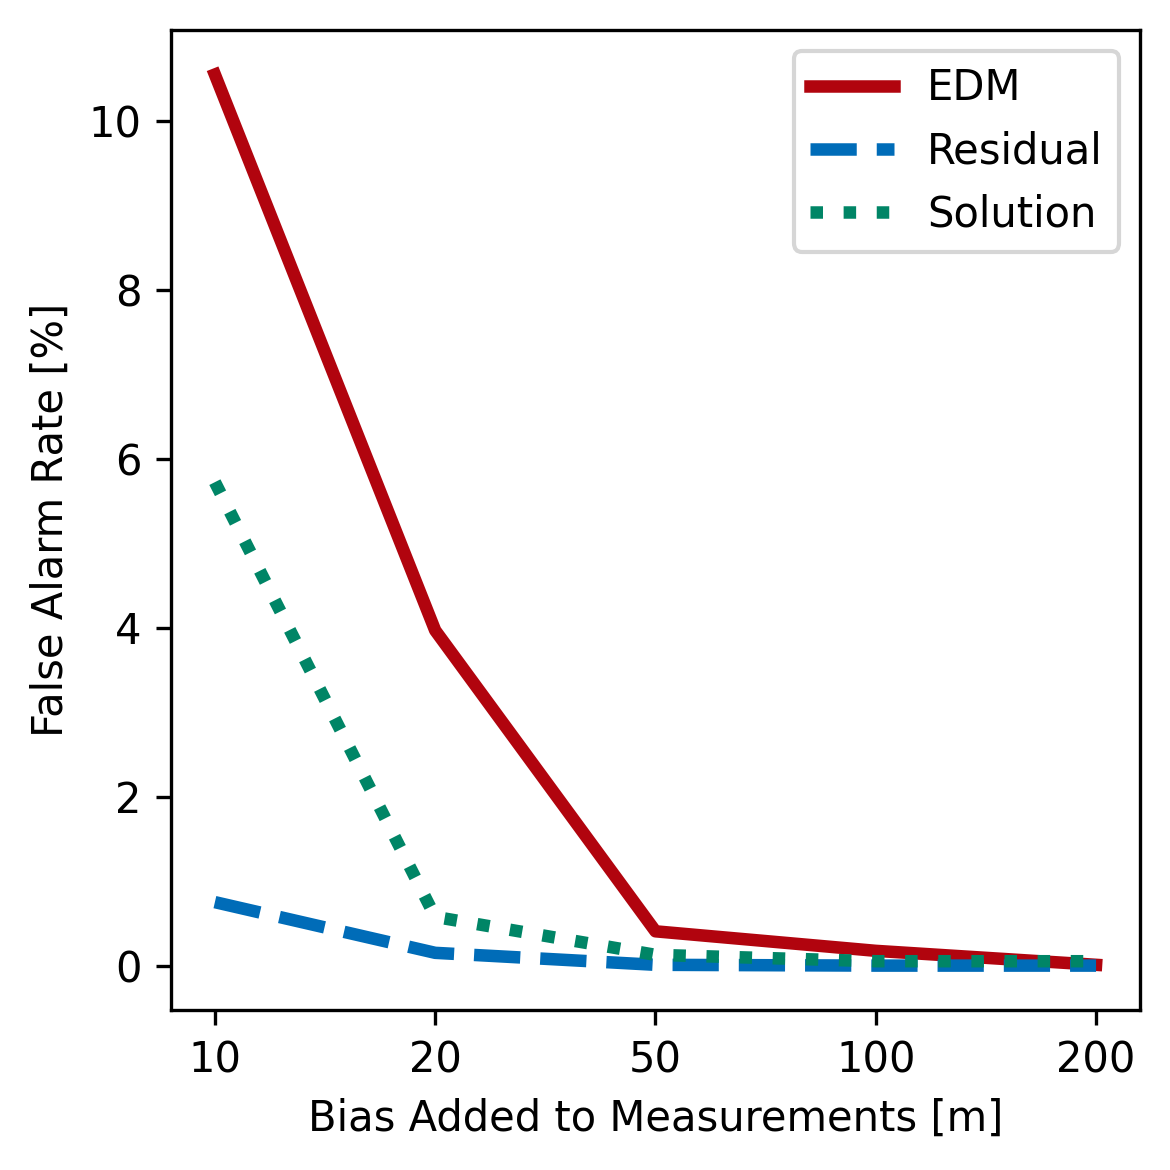 EDM
Residual
Solution
False Alarm Rate [%]
10
8
6
4
2
0
10 20 50 100 200
Bias Added to Measurements [m]